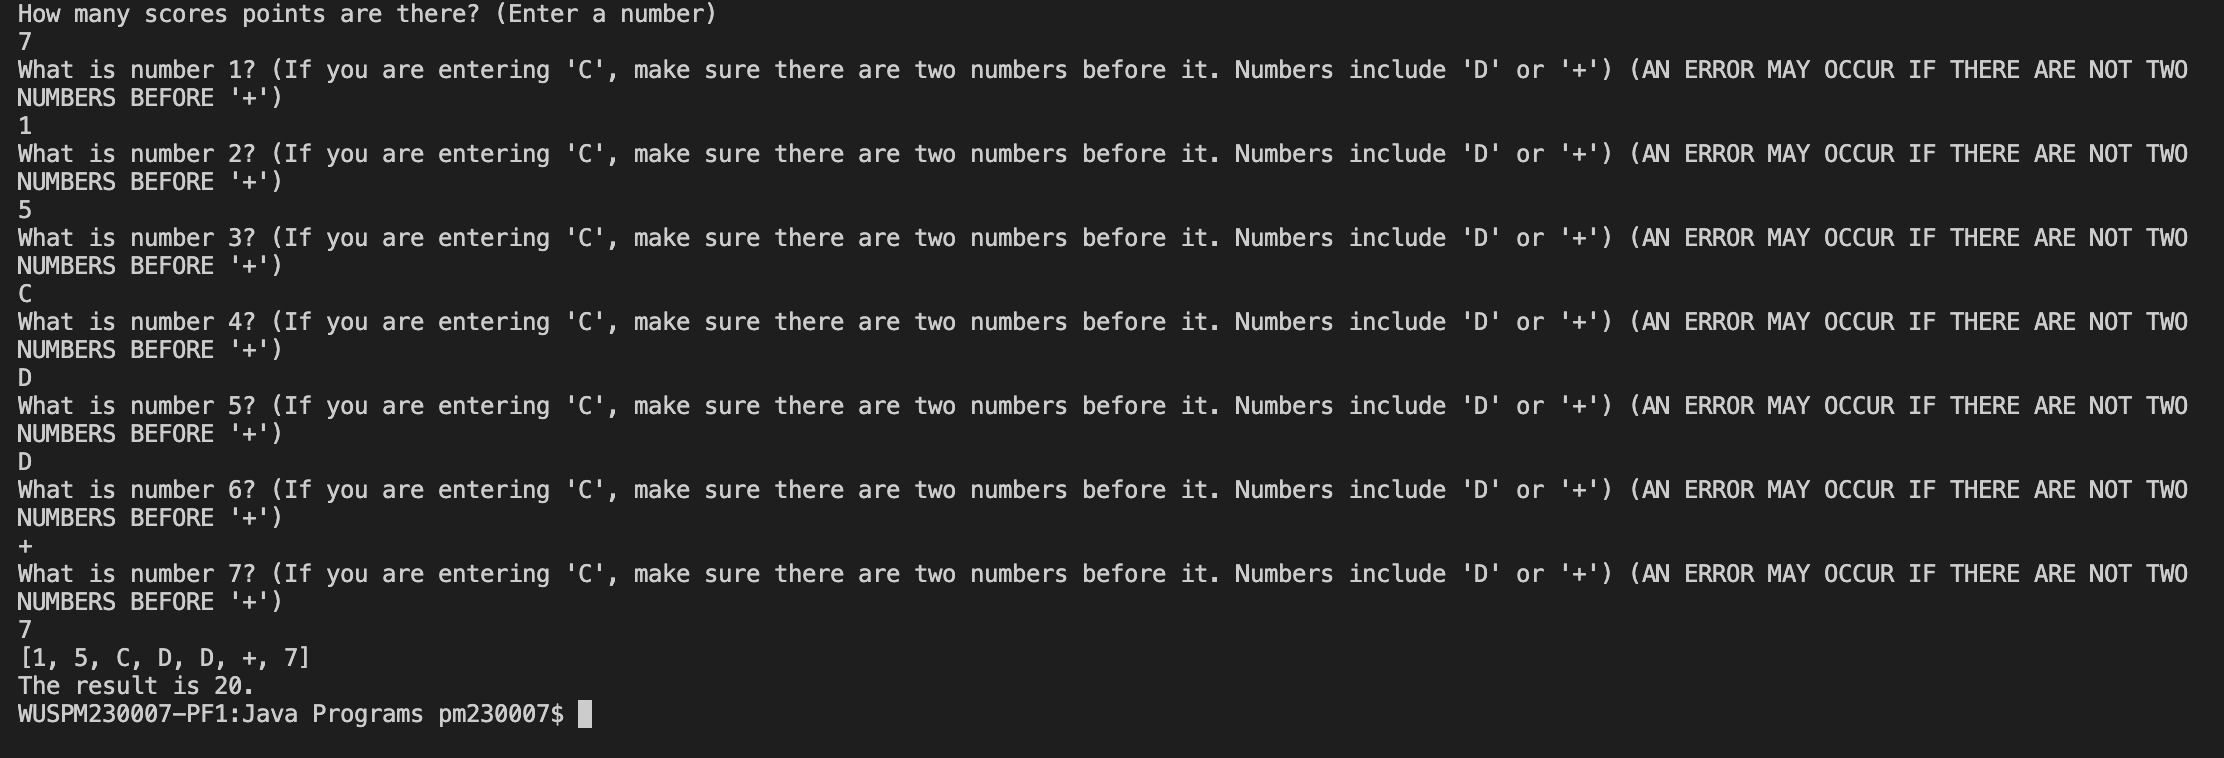 How many scores points are there? (Enter a number)
7
What is number 1? (If you are entering 'C', make sure there are two numbers before it. Numbers include 'D' or '+') (AN ERROR MAY OCCUR IF THERE ARE NOT TWO
NUMBERS BEFORE '+')
1
What is number 2? (If you are entering 'C', make sure there are two numbers before it. Numbers include 'D' or '+') (AN ERROR MAY OCCUR IF THERE ARE NOT TWO
NUMBERS BEFORE '+')
5
What is number 3? (If you are entering 'C', make sure there are two numbers before it. Numbers include 'D' or '+') (AN ERROR MAY OCCUR IF THERE ARE NOT TWO
NUMBERS BEFORE '+')
C
What is number 4? (If you are entering 'C', make sure there are two numbers before it. Numbers include 'D' or '+') (AN ERROR MAY OCCUR IF THERE ARE NOT TWO
NUMBERS BEFORE '+')
D
What is number 5? (If you are entering 'C', make sure there are two numbers before it. Numbers include 'D' or '+') (AN ERROR MAY OCCUR IF THERE ARE NOT TWO
NUMBERS BEFORE '+')
D
What is number 6? (If you are entering 'C', make sure there are two numbers before it. Numbers include 'D' or '+') (AN ERROR MAY OCCUR IF THERE ARE NOT TWO
NUMBERS BEFORE '+')
+
What is number 7? (If you are entering 'C', make sure there are two numbers before it. Numbers include 'D' or '+') (AN ERROR MAY OCCUR IF THERE ARE NOT TWO
NUMBERS BEFORE '+')
7
[1, 5, C, D, D, +, 7]
The result is 20.
WUSPM230007-PF1:Java Programs pm230007$